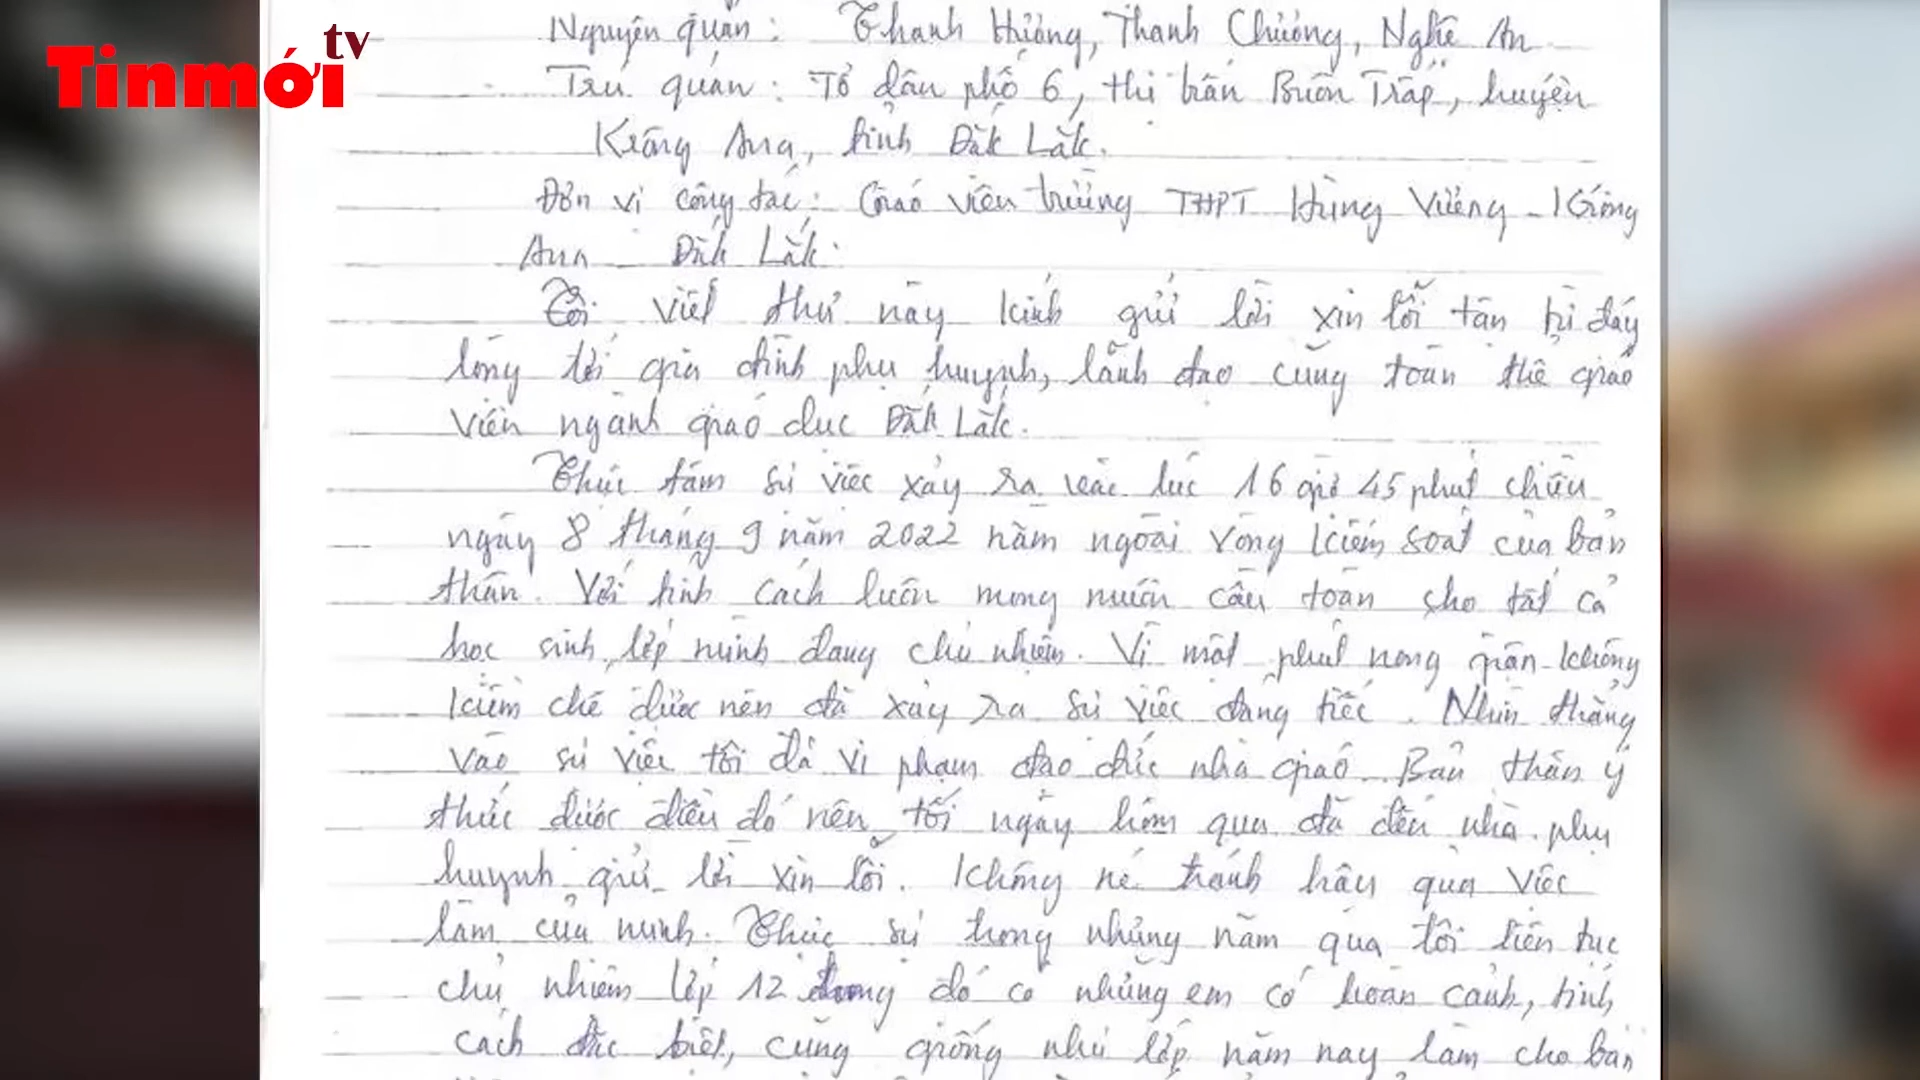 Tinmới tv
Nguyên quán: Thanh Hưởng, Thanh Chương, Nghệ An
Trú quán: Tổ dân phố 6, thị trấn Buôn Trấp, huyện
Krông Ana, tỉnh Đăk Lăk.
Đơn vị công tác: Giáo viên trường THPT Hùng Vương - Krông
Ana - Đăk Lăk.
Tôi viết thư này kính gửi lời xin lỗi tận từ đáy
lòng tới gia đình phụ huynh, lãnh đạo cũng toàn thể giáo
viên ngành giáo dục Đăk Lăk.
Thực tâm sự việc xảy ra vào lúc 16 giờ 45 phút chiều
ngày 8 tháng 9 năm 2022 nằm ngoài vòng kiểm soát của bản
thân. Với tính cách luôn mong muốn cầu toàn cho tất cả
học sinh lớp mình đang chủ nhiệm. Vì một phút nóng giận không
kiềm chế được nên đã xảy ra sự việc đáng tiếc. Nhìn thẳng
vào sự việc tôi đã vi phạm đạo đức nhà giáo. Bản thân ý
thức được điều đó nên tối ngày hôm qua đã đến nhà phụ
huynh gửi lời xin lỗi. Không né tránh hậu quả việc
làm của mình. Thực sự trong những năm qua tôi liên tục
chủ nhiệm lớp 12 trong đó có những em có hoàn cảnh, tính
cách đặc biệt, cũng giống như lớp năm nay làm cho bản